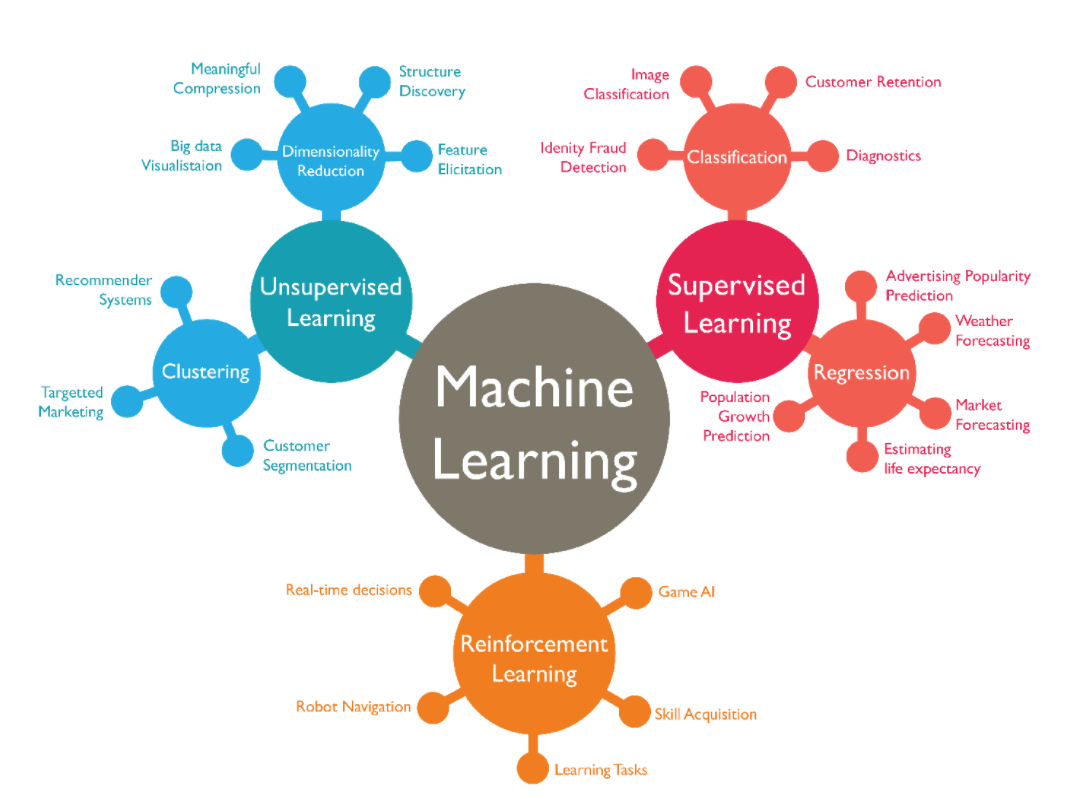 Meaningful
Compression
Structure
Discovery
Big data
Visualistaion
Dimensionality
Reduction
Feature
Elicitation
Image
Classification
Customer Retention
Idenity Fraud
Detection
Classification
Diagnostics
Unsupervised
Learning
Recommender
Systems
Clustering
Targetted
Marketing
Customer
Segmentation
Supervised
Learning
Advertising Popularity
Prediction
Weather
Forecasting
Regression
Population
Growth
Prediction
Market
Forecasting
Estimating
life expectancy
Machine
Learning
Real-time decisions
Game AI
Reinforcement
Learning
Robot Navigation
Skill Acquisition
Learning Tasks